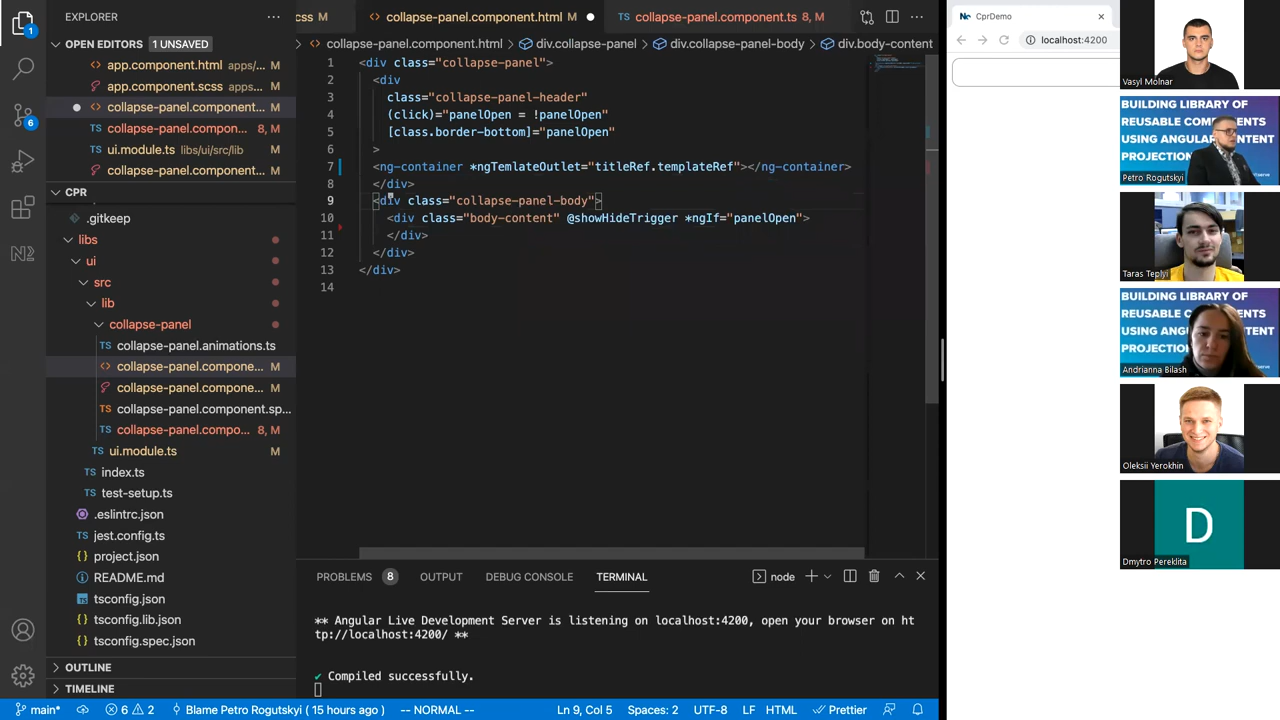 EXPLORER
OPEN EDITORS 1 UNSAVED
app.component.html apps/... M
app.component.scss apps... M
collapse-panel.component... M
collapse-panel.compon... 8, M
ui.module.ts libs/ui/src/lib M
collapse-panel.component... M
CPR
.gitkeep
libs
ui
src
lib
collapse-panel
collapse-panel.animations.ts
collapse-panel.compone... M
collapse-panel.compone... M
TS collapse-panel.component.sp...
TS collapse-panel.compo... 8, M
TS ui.module.ts M
TS index.ts
TS test-setup.ts
.eslintrc.json
TS jest.config.ts
{} project.json
README.md
tsconfig.json
{} tsconfig.lib.json
{} tsconfig.spec.json
OUTLINE
TIMELINE
css M
collapse-panel.component.html M
TS collapse-panel.component.ts 8, M
collapse-panel.component.html > div.collapse-panel > div.collapse-panel-body > div.body-content
1 <div class="collapse-panel">
2 <div
3 class="collapse-panel-header"
4 (click)="panelOpen = !panelOpen"
5 [class.border-bottom]="panelOpen"
6 >
7 <ng-container *ngTemlateOutlet="titleRef.templateRef"></ng-container>
8 </div>
9 <div class="collapse-panel-body">
10 <div class="body-content" @showHideTrigger *ngIf="panelOpen">
11 </div>
12 </div>
13 </div>
14
PROBLEMS 8 OUTPUT DEBUG CONSOLE TERMINAL node
** Angular Live Development Server is listening on localhost:4200, open your browser on ht
tp://localhost:4200/ **
✔ Compiled successfully.
main* 6 2 Blame Petro Rogutskyi ( 15 hours ago ) -- NORMAL -- Ln 9, Col 5 Spaces: 2 UTF-8 LF HTML Prettier
CprDemo
localhost:4200
Vasyl Molnar
BUILDING LIBRARY OF
REUSABLE COMPONENTS
USING ANGULAR CONTENT
PROJECTION
Petro Rogutskyi
Taras Teplyi
BUILDING LIBRARY OF
Andrianna Bilash
Oleksii Yerokhin
D
Dmytro Pereklita